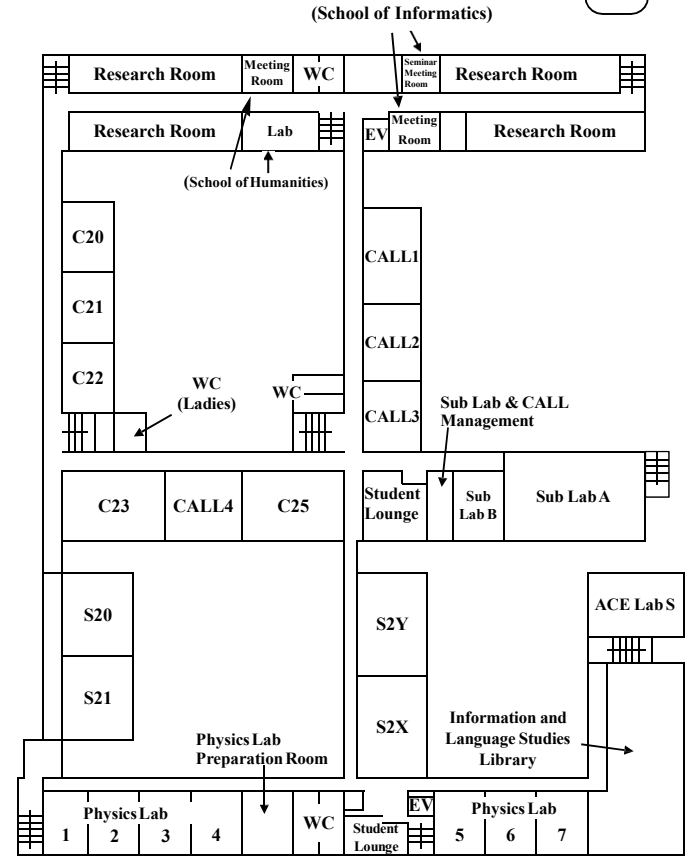 (School of Informatics)
Research Room
Meeting
Room
WC
Seminar
Meeting
Room
Research Room
Research Room
Lab
EV
Meeting
Room
Research Room
(School of Humanities)
C20
CALL1
C21
CALL2
C22
WC
(Ladies)
WC
CALL3
Sub Lab & CALL
Management
C23
CALL4
C25
Student
Lounge
Sub
Lab B
Sub Lab A
S20
S2Y
ACE Lab S
S21
S2X
Information and
Language Studies
Library
Physics Lab
Preparation Room
Physics Lab
1
2
3
4
WC
Student
Lounge
EV
Physics Lab
5
6
7